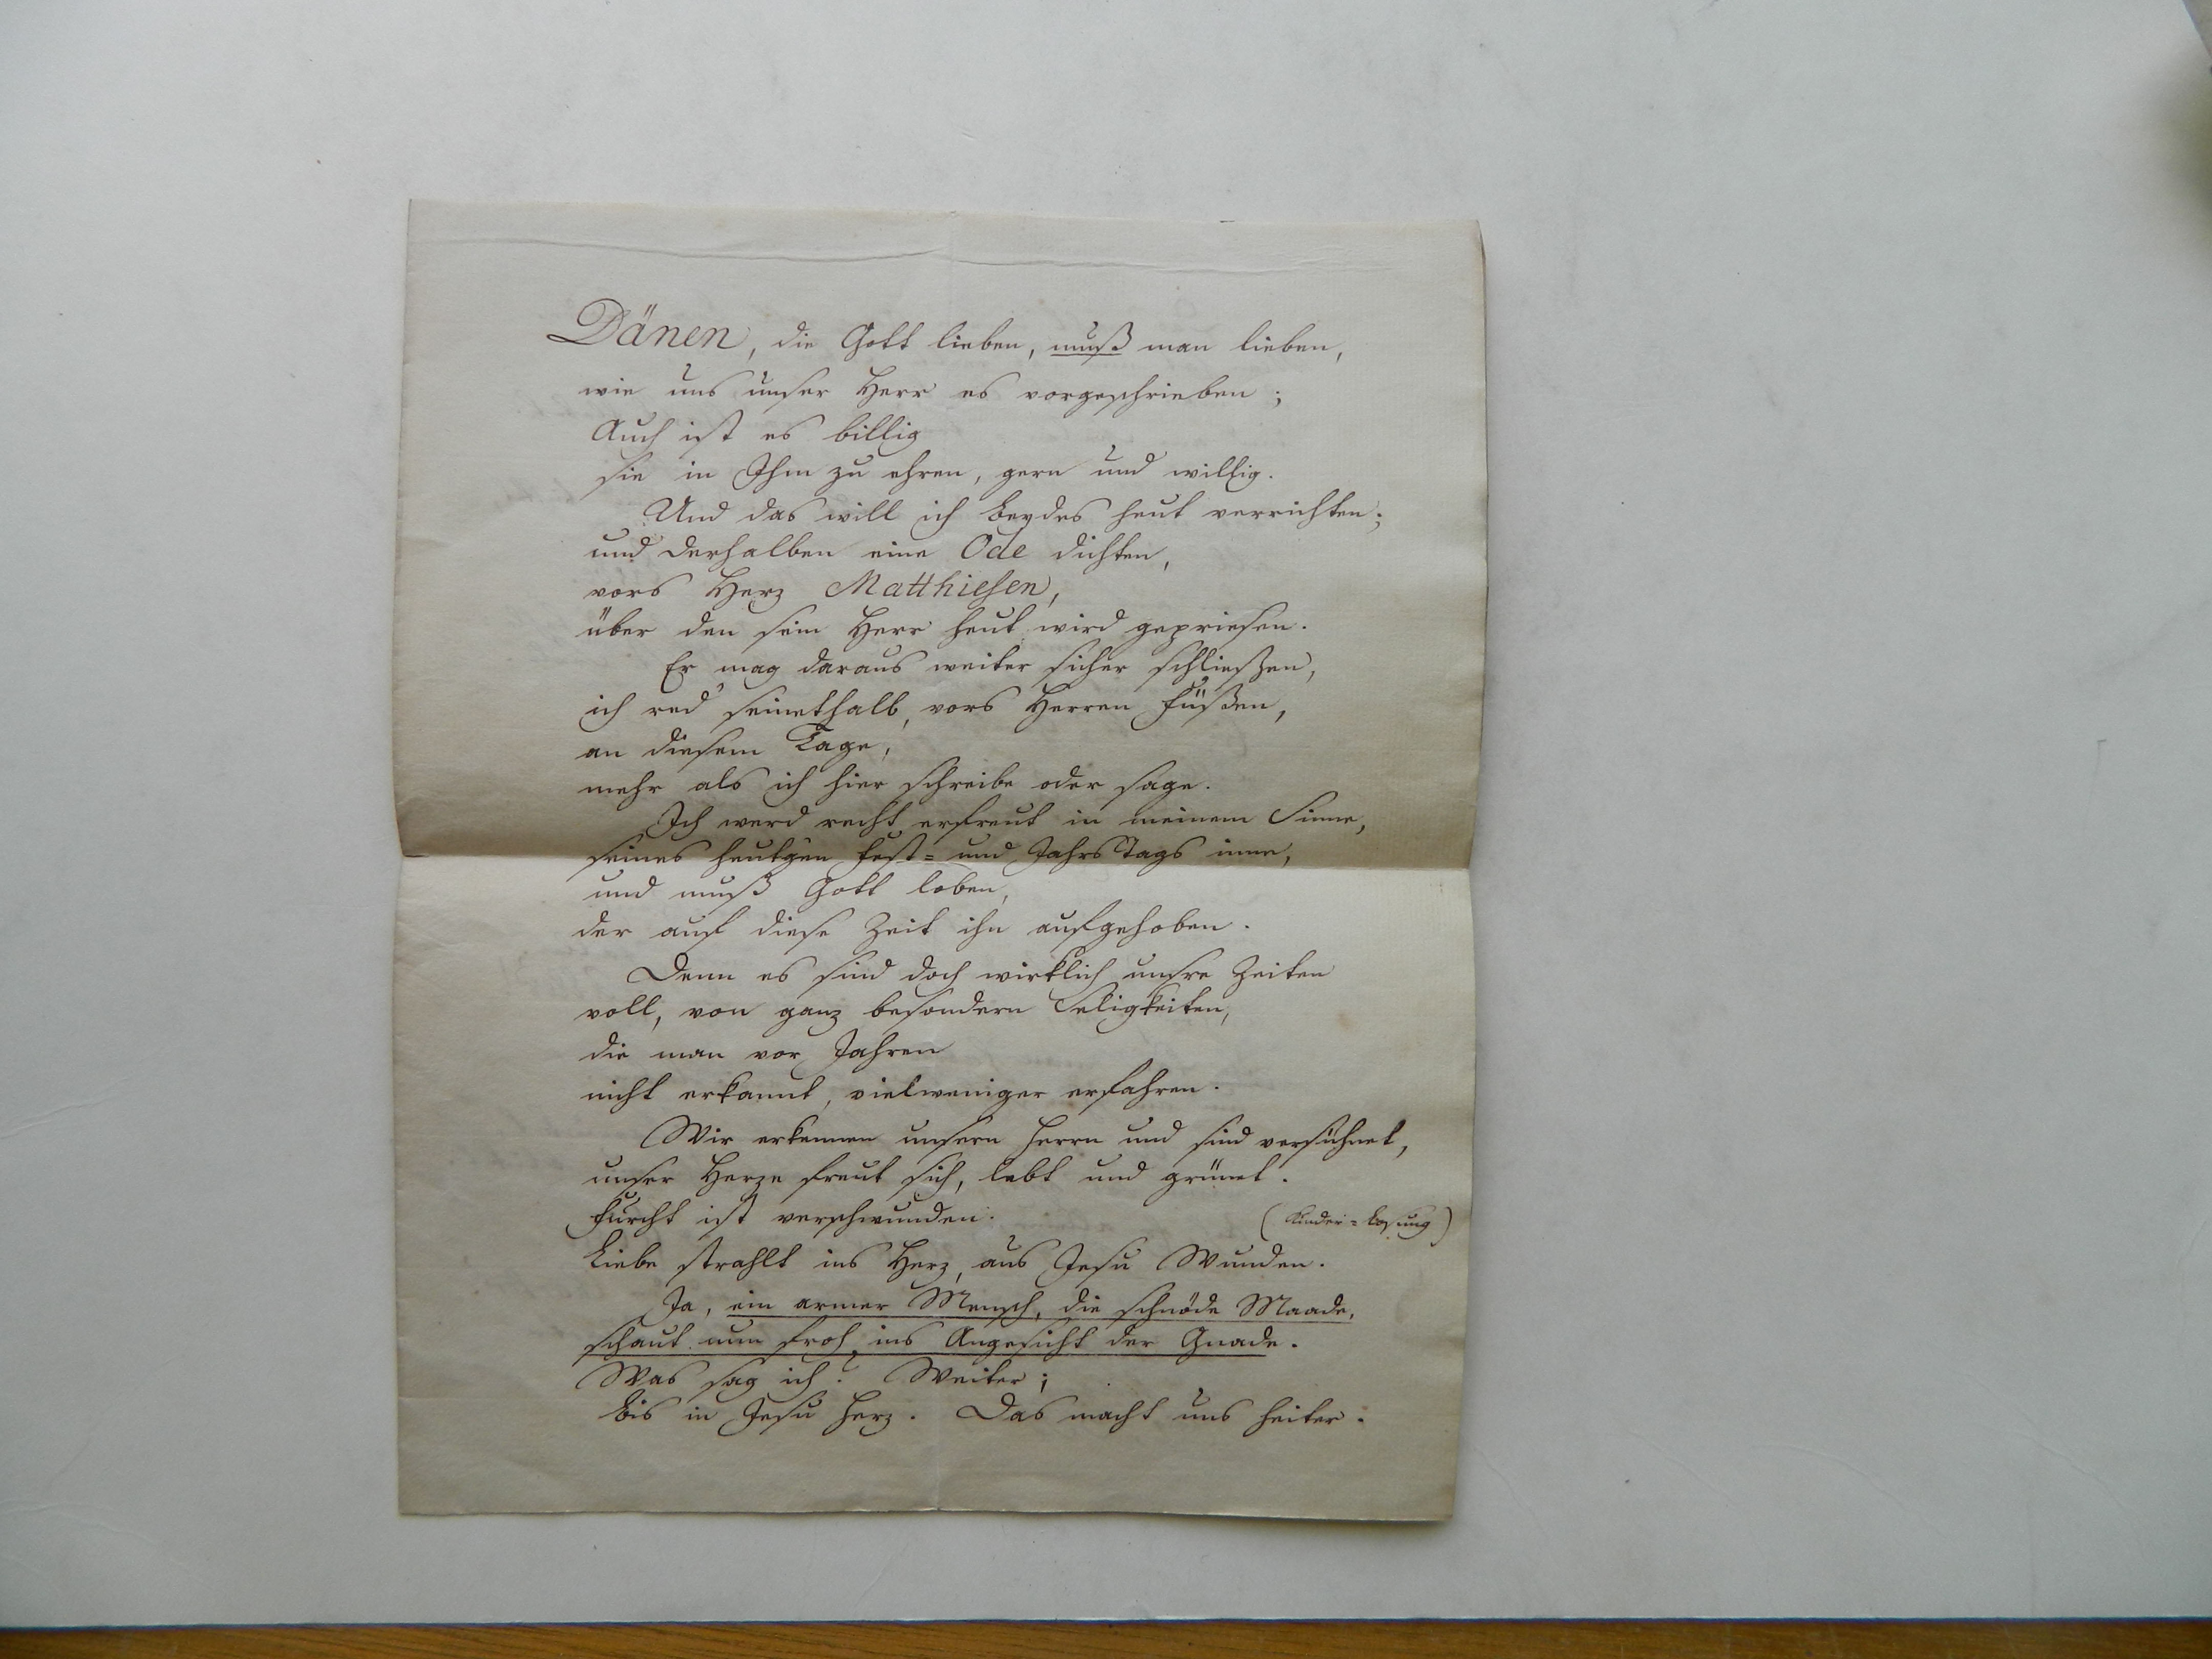 Dänen, die Gott lieben, muß man lieben,
wie uns unser Herr es vorgeschrieben;
Auch ist es billig
sie in Ihm zu ehren, gern und willig.
Und das will ich beydes heut verrichten;
und derhalben eine Ode dichten,
vors Herz Matthiesen,
über den sein Herr heut wird gepriesen.
Er mag daraus weiter sicher schließen,
ich red' seinethalb, vors Herren Füßen,
an diesem Tage,
mehr als ich hier schreibe oder sage.
Ich werd recht erfreut in meinem Sinne,
seines heutgen Fest- und Jahrs Tags inne,
und muß Gott loben,
der auf diese Zeit ihn aufgehoben.
Denn es sind doch wirklich unsre Zeiten
voll, von ganz besondern Seligkeiten,
die man vor Jahren
nicht erkannt, vielweniger erfahren.
Wir erkennen unsern Herrn und sind versühnet,
unser Herze freut sich, lebt und grünet.
Furcht ist verschwunden.
(Kinder-Losung)
Liebe strahlt ins Herz, aus Jesu Wunden.
Ja, ein armer Mensch, die schnöde Maade,
schaut nun froh ins Angesicht der Gnade.
Was sag ich? Weiter;
bis in Jesu Herz. Das macht uns heiter.